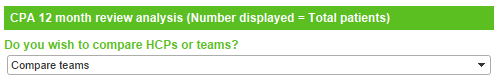 CPA 12 month review analysis (Number displayed = Total patients)
Do you wish to compare HCPs or teams?
Compare teams